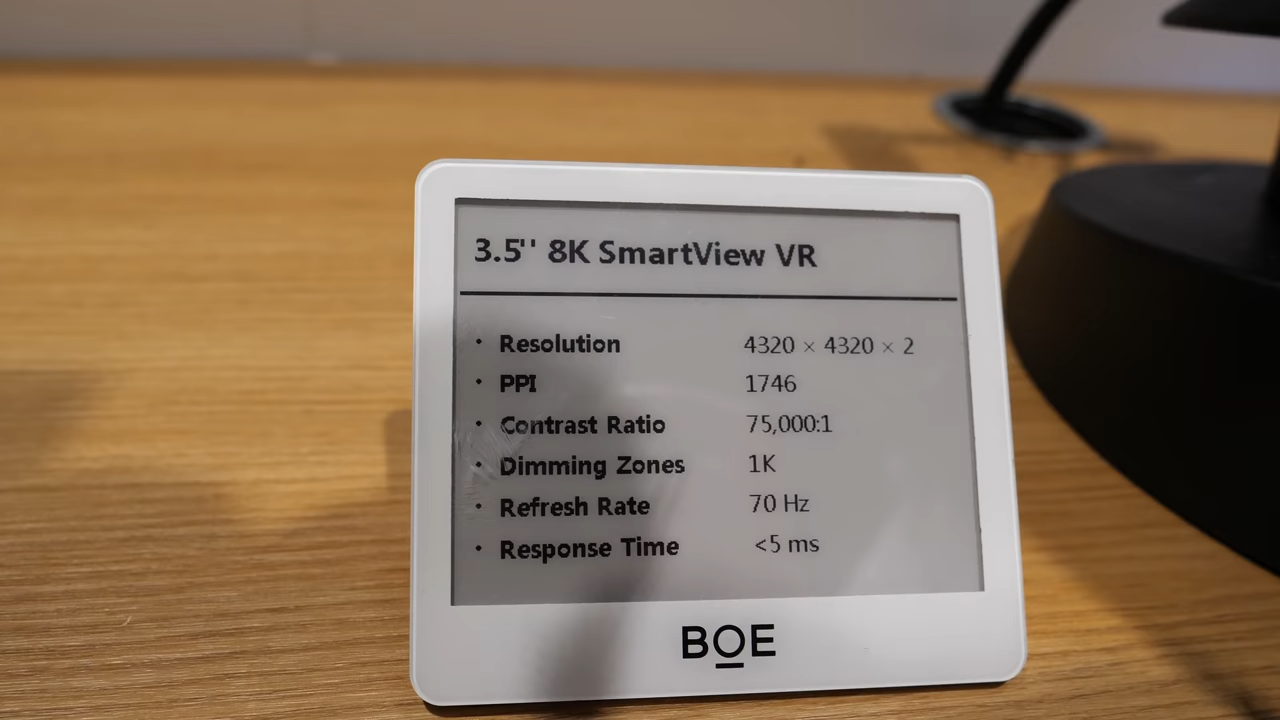 3.5'' 8K SmartView VR
• Resolution 4320 × 4320 × 2
• PPI 1746
• Contrast Ratio 75,000:1
• Dimming Zones 1K
• Refresh Rate 70 Hz
• Response Time <5 ms
BOE